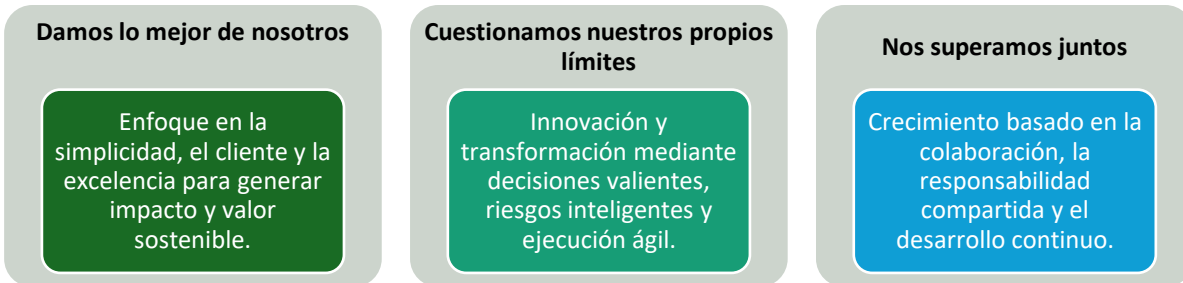 Damos lo mejor de nosotros
Enfoque en la
simplicidad, el cliente y la
excelencia para generar
impacto y valor
sostenible.
Cuestionamos nuestros propios
límites
Innovación y
transformación mediante
decisiones valientes,
riesgos inteligentes y
ejecución ágil.
Nos superamos juntos
Crecimiento basado en la
colaboración, la
responsabilidad
compartida y el
desarrollo continuo.